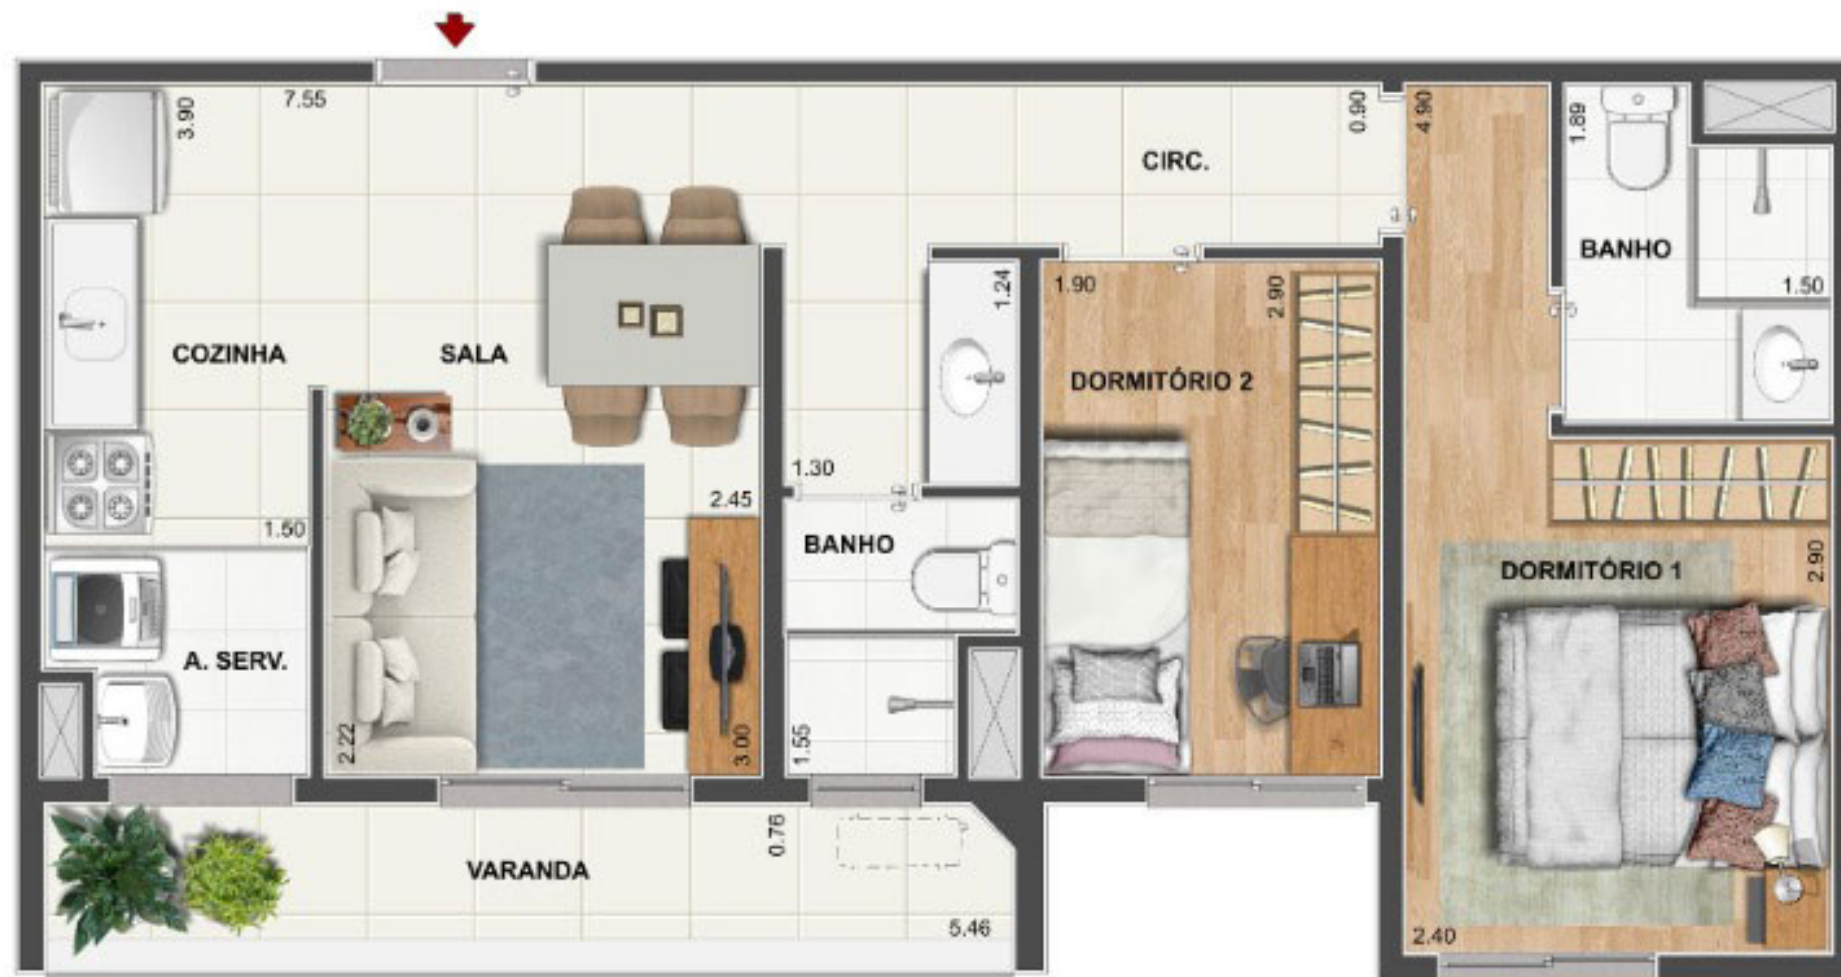 7.55
3.90
0.90
4.90
1.89
CIRC.
BANHO
1.50
1.24
1.90
2.90
COZINHA
SALA
DORMITÓRIO 2
1.30
2.45
1.50
BANHO
DORMITÓRIO 1
2.90
A. SERV.
2.22
3.00
1.55
0.76
VARANDA
5.46
2.40